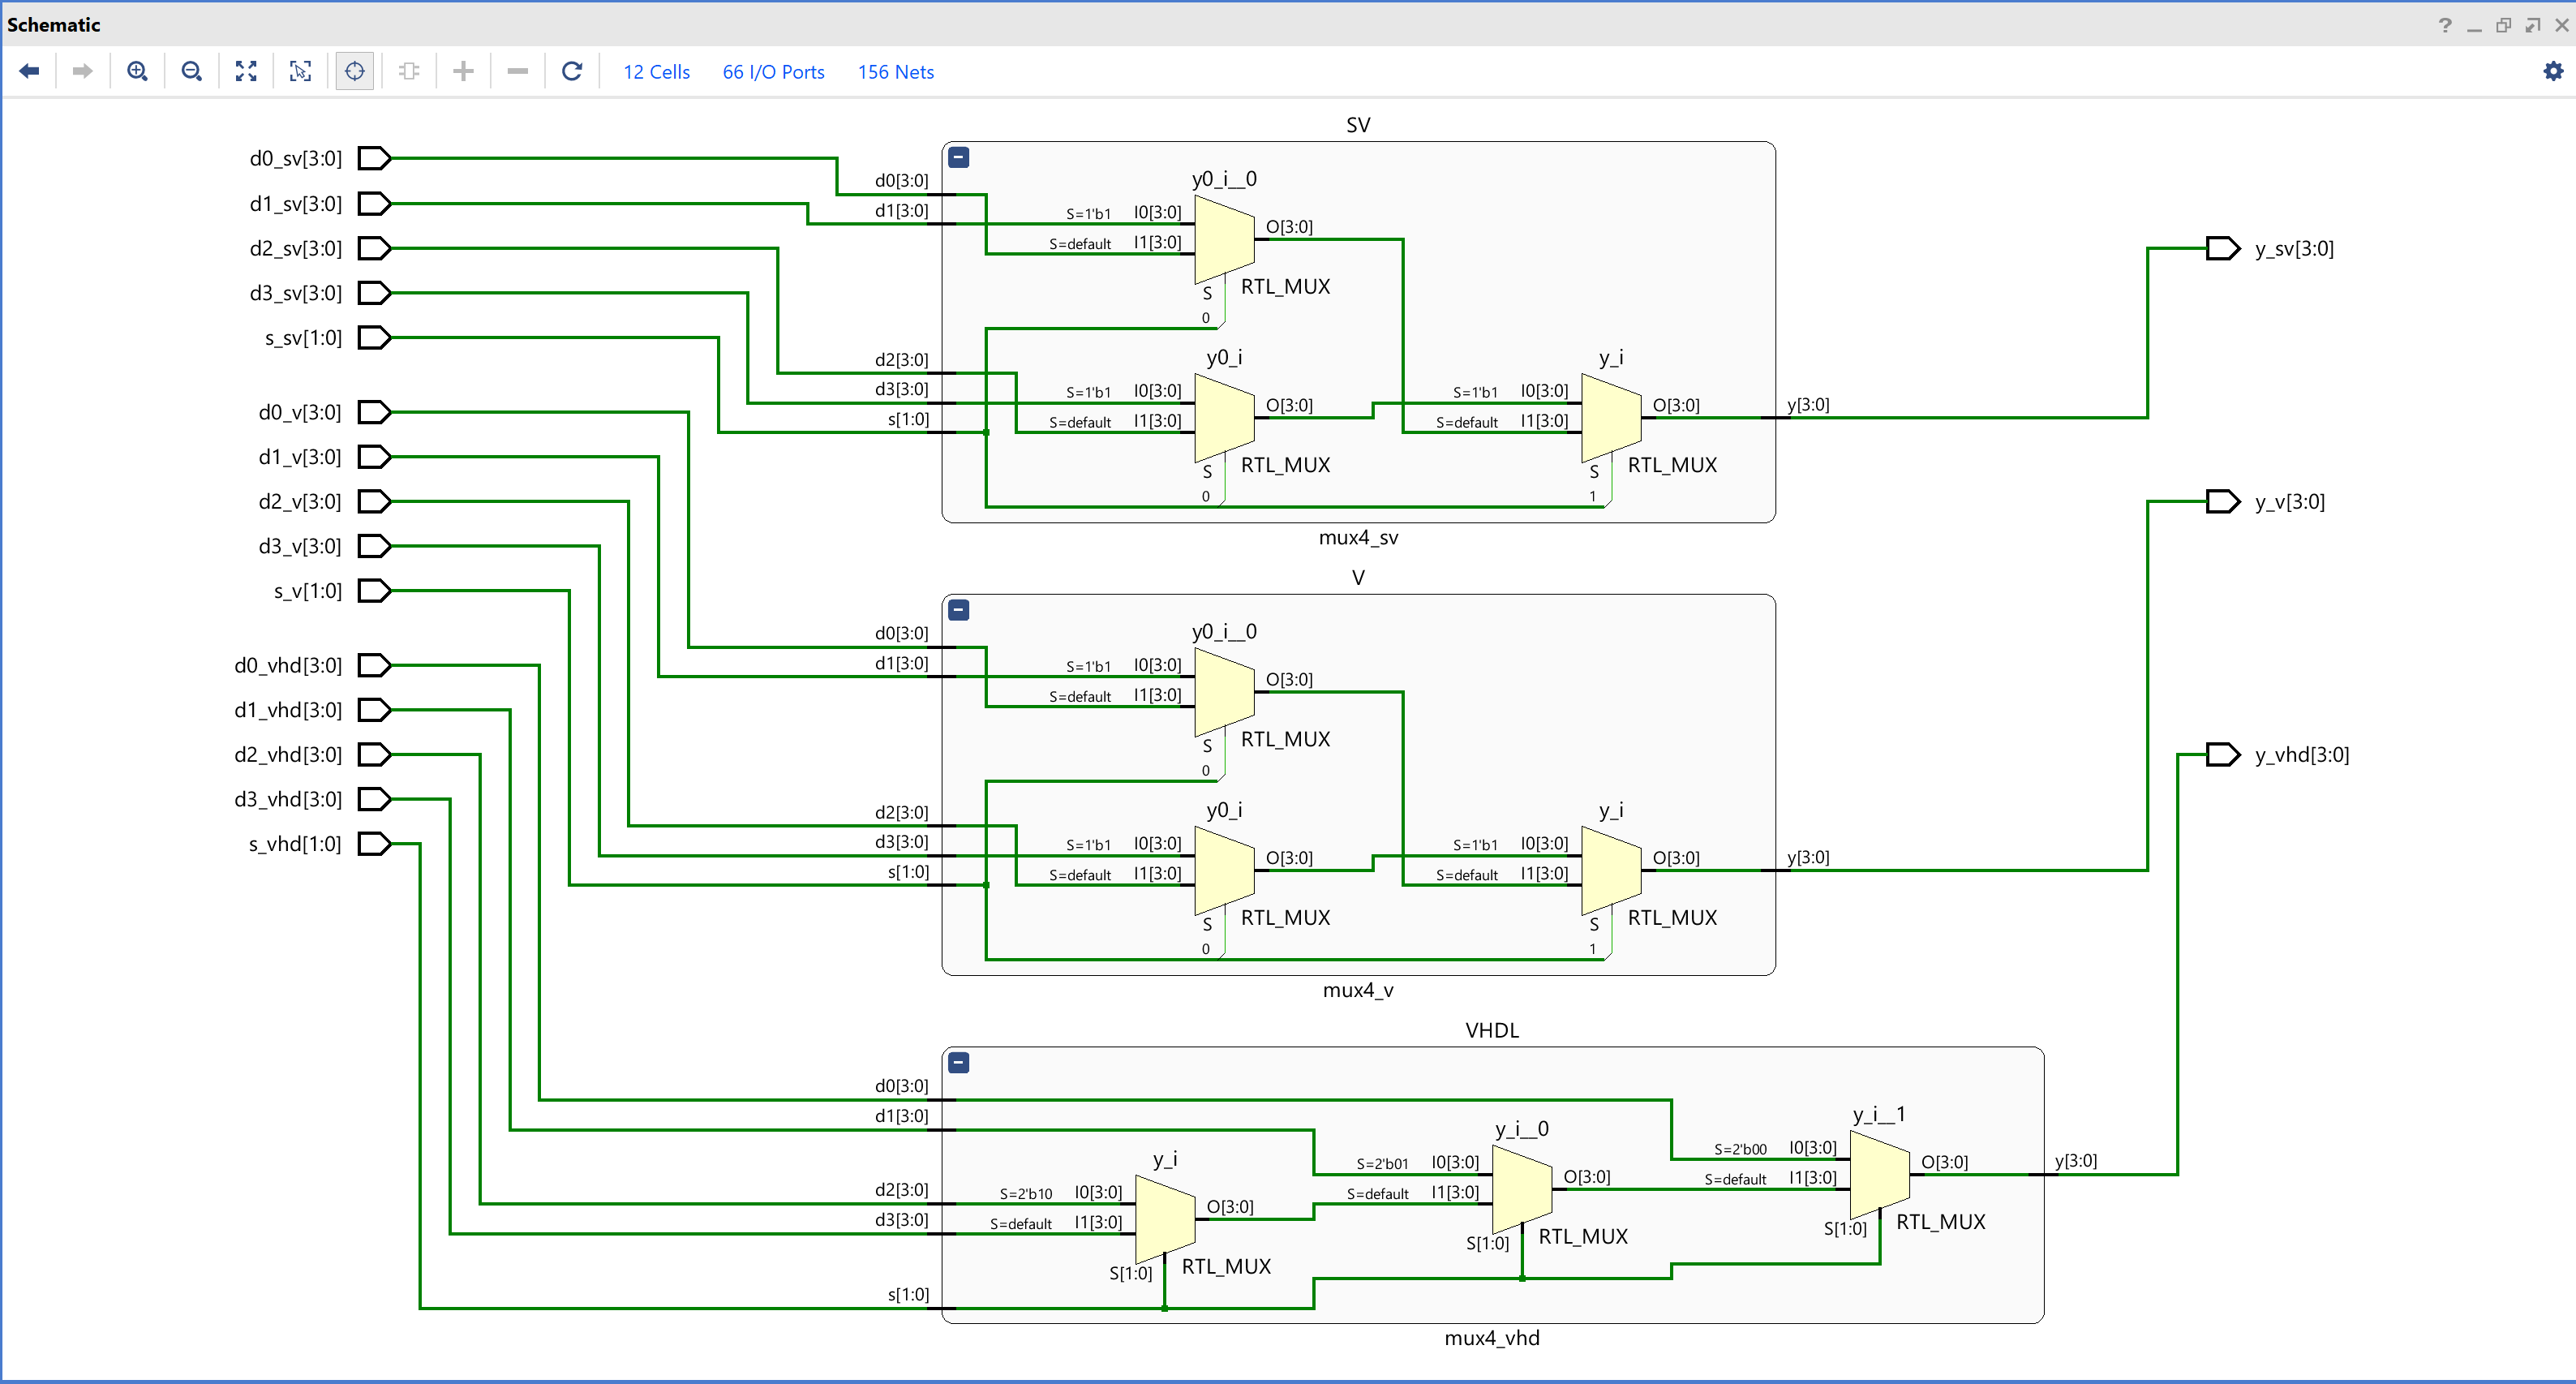 Schematic
12 Cells 66 I/O Ports 156 Nets
SV
d0_sv[3:0]
d1_sv[3:0]
d2_sv[3:0]
d3_sv[3:0]
s_sv[1:0]
d0[3:0]
d1[3:0]
y0_i__0
S=1'b1 I0[3:0]
S=default I1[3:0]
O[3:0]
RTL_MUX
S
0
d2[3:0]
d3[3:0]
s[1:0]
y0_i
S=1'b1 I0[3:0]
S=default I1[3:0]
O[3:0]
RTL_MUX
S
0
y_i
S=1'b1 I0[3:0]
S=default I1[3:0]
O[3:0]
RTL_MUX
S
1
y[3:0]
y_sv[3:0]
mux4_sv
V
d0_v[3:0]
d1_v[3:0]
d2_v[3:0]
d3_v[3:0]
s_v[1:0]
d0[3:0]
d1[3:0]
y0_i__0
S=1'b1 I0[3:0]
S=default I1[3:0]
O[3:0]
RTL_MUX
S
0
d2[3:0]
d3[3:0]
s[1:0]
y0_i
S=1'b1 I0[3:0]
S=default I1[3:0]
O[3:0]
RTL_MUX
S
0
y_i
S=1'b1 I0[3:0]
S=default I1[3:0]
O[3:0]
RTL_MUX
S
1
y[3:0]
y_v[3:0]
mux4_v
VHDL
d0_vhd[3:0]
d1_vhd[3:0]
d2_vhd[3:0]
d3_vhd[3:0]
s_vhd[1:0]
d0[3:0]
d1[3:0]
d2[3:0]
d3[3:0]
s[1:0]
y_i
S=2'b10 I0[3:0]
S=default I1[3:0]
O[3:0]
S[1:0]
RTL_MUX
y_i__0
S=2'b01 I0[3:0]
S=default I1[3:0]
O[3:0]
S[1:0]
RTL_MUX
y_i__1
S=2'b00 I0[3:0]
S=default I1[3:0]
O[3:0]
S[1:0]
RTL_MUX
y[3:0]
y_vhd[3:0]
mux4_vhd